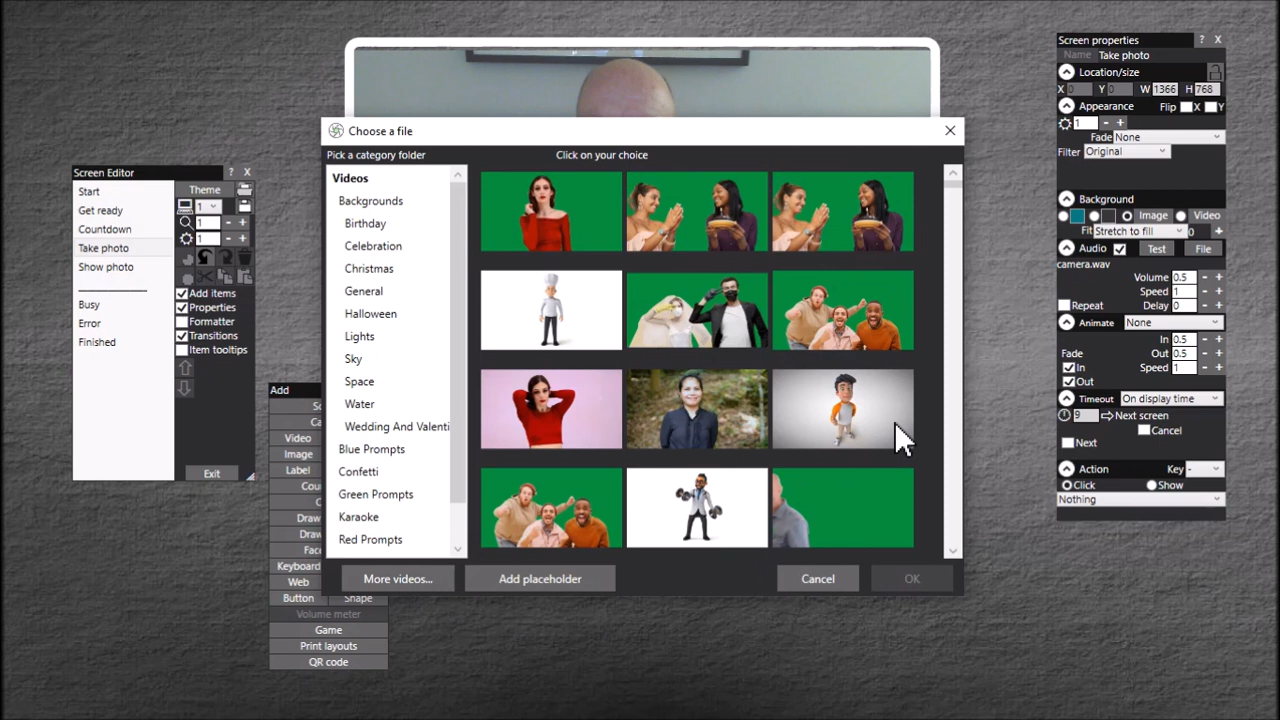 Screen Editor
? X
Start
Get ready
Countdown
Take photo
Show photo
Busy
Error
Finished
Theme
1
1
- +
1
- +
Add items
Properties
Formatter
Transitions
Item tooltips
Exit
Add
Video
Image
Label
Keyboard
Web
Button
Shape
Volume meter
Game
Print layouts
QR code
Choose a file
Pick a category folder
Click on your choice
Videos
Backgrounds
Birthday
Celebration
Christmas
General
Halloween
Lights
Sky
Space
Water
Wedding And Valenti
Blue Prompts
Confetti
Green Prompts
Karaoke
Red Prompts
More videos...
Add placeholder
Cancel
OK
Screen properties
? X
Name Take photo
Location/size
X 0 Y 0 W 1366 H 768
Appearance Flip X Y
1 - +
Fade None
Filter Original
Background
Image Video
Fit Stretch to fill 0 +
Audio Test File
camera.wav
Volume 0.5 - +
Speed 1 - +
Repeat Delay 0 - +
Animate None
In 0.5 - +
Fade Out 0.5 - +
In Speed 1 - +
Out
Timeout On display time
9 Next screen
Cancel
Next
Action Key -
Click Show
Nothing